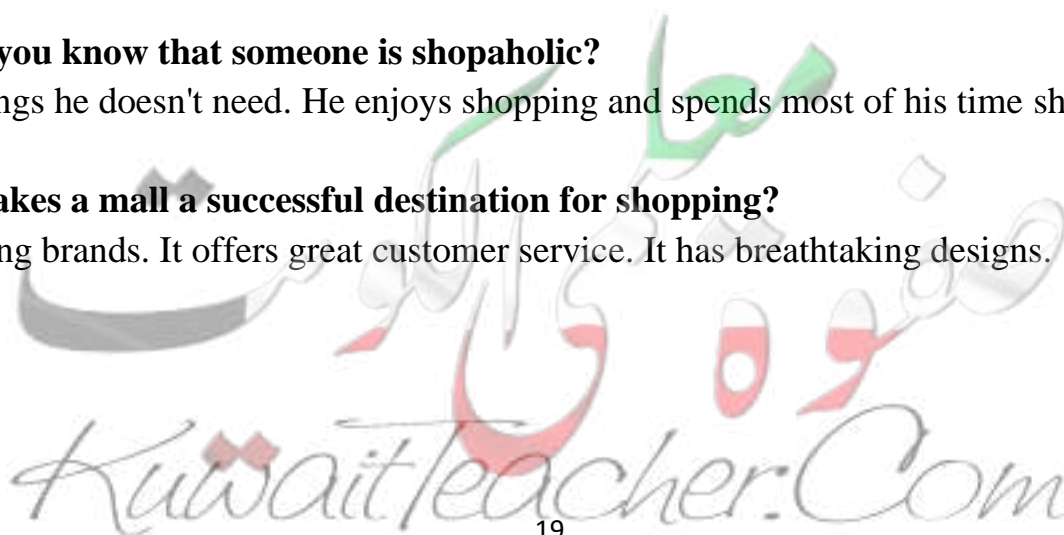 you know that someone is shopaholic?
ngs he doesn't need. He enjoys shopping and spends most of his time sh
akes a mall a successful destination for shopping?
ng brands. It offers great customer service. It has breathtaking designs.
KuwaitTeacher.Com
19